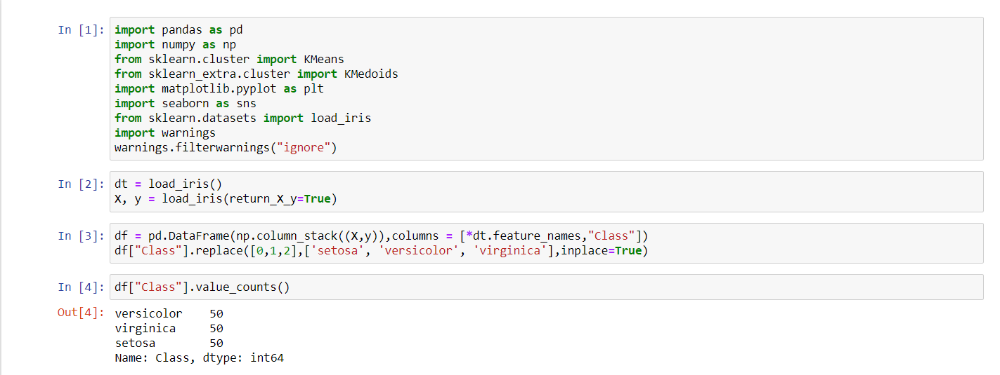 In [1]: import pandas as pd
import numpy as np
from sklearn.cluster import KMeans
from sklearn_extra.cluster import KMedoids
import matplotlib.pyplot as plt
import seaborn as sns
from sklearn.datasets import load_iris
import warnings
warnings.filterwarnings("ignore")
In [2]: dt = load_iris()
X, y = load_iris(return_X_y=True)
In [3]: df = pd.DataFrame(np.column_stack((X,y)),columns = [*dt.feature_names,"Class"])
df["Class"].replace([0,1,2],['setosa', 'versicolor', 'virginica'],inplace=True)
In [4]: df["Class"].value_counts()
Out[4]: versicolor    50
virginica     50
setosa        50
Name: Class, dtype: int64